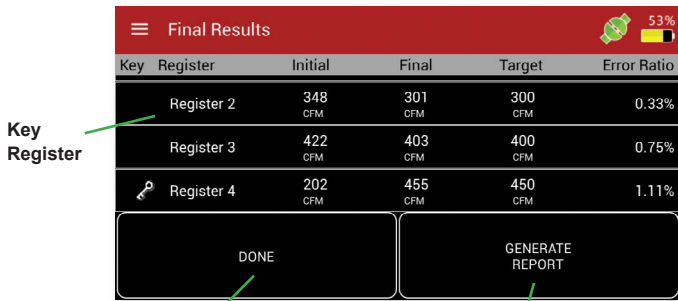 Final Results
53%
Key Register Initial Final Target Error Ratio
Register 2 348 CFM 301 CFM 300 CFM 0.33%
Key
Register
Register 3 422 CFM 403 CFM 400 CFM 0.75%
Register 4 202 CFM 455 CFM 450 CFM 1.11%
DONE
GENERATE
REPORT